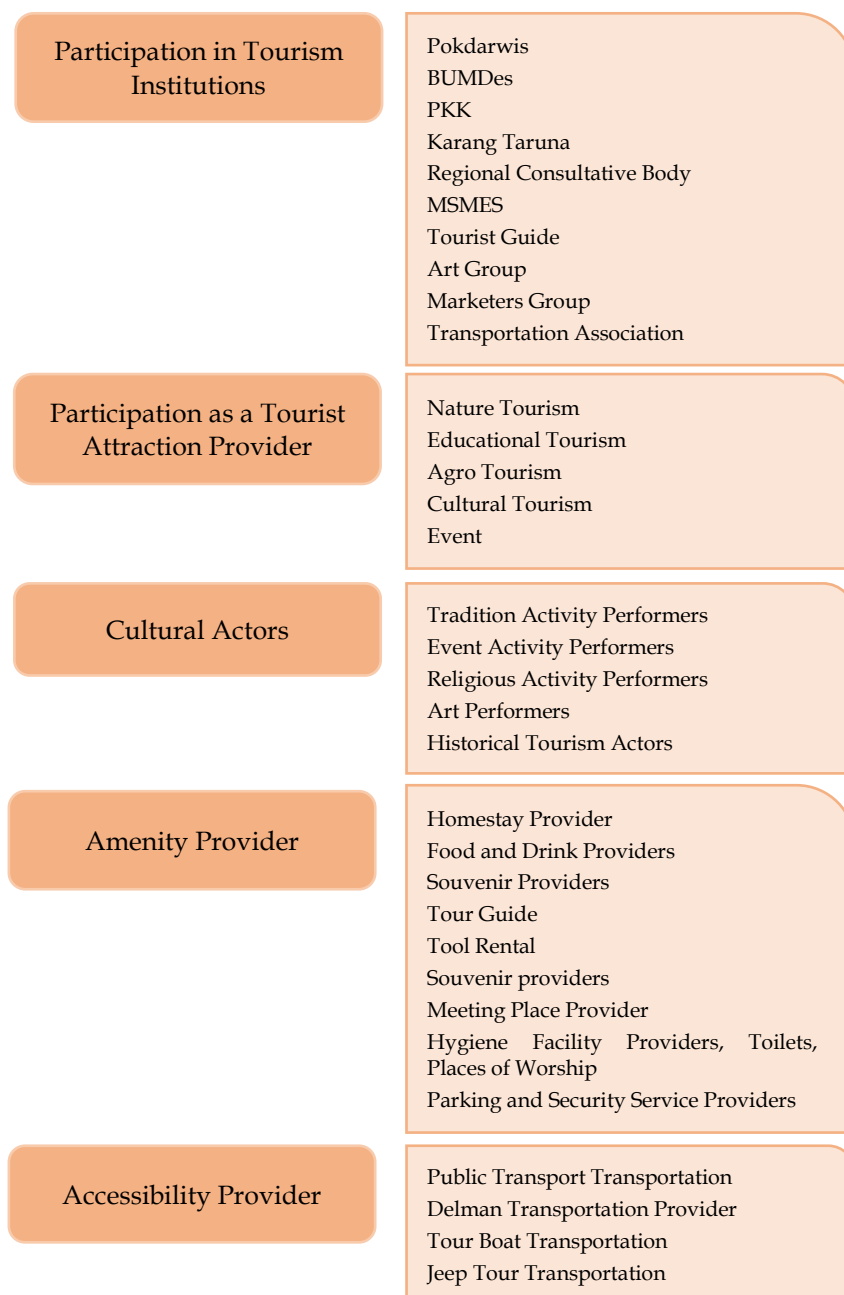 Participation in Tourism
Institutions
Pokdarwis
BUMDes
PKK
Karang Taruna
Regional Consultative Body
MSMES
Tourist Guide
Art Group
Marketers Group
Transportation Association
Participation as a Tourist
Attraction Provider
Nature Tourism
Educational Tourism
Agro Tourism
Cultural Tourism
Event
Cultural Actors
Tradition Activity Performers
Event Activity Performers
Religious Activity Performers
Art Performers
Historical Tourism Actors
Amenity Provider
Homestay Provider
Food and Drink Providers
Souvenir Providers
Tour Guide
Tool Rental
Souvenir providers
Meeting Place Provider
Hygiene Facility Providers, Toilets,
Places of Worship
Parking and Security Service Providers
Accessibility Provider
Public Transport Transportation
Delman Transportation Provider
Tour Boat Transportation
Jeep Tour Transportation